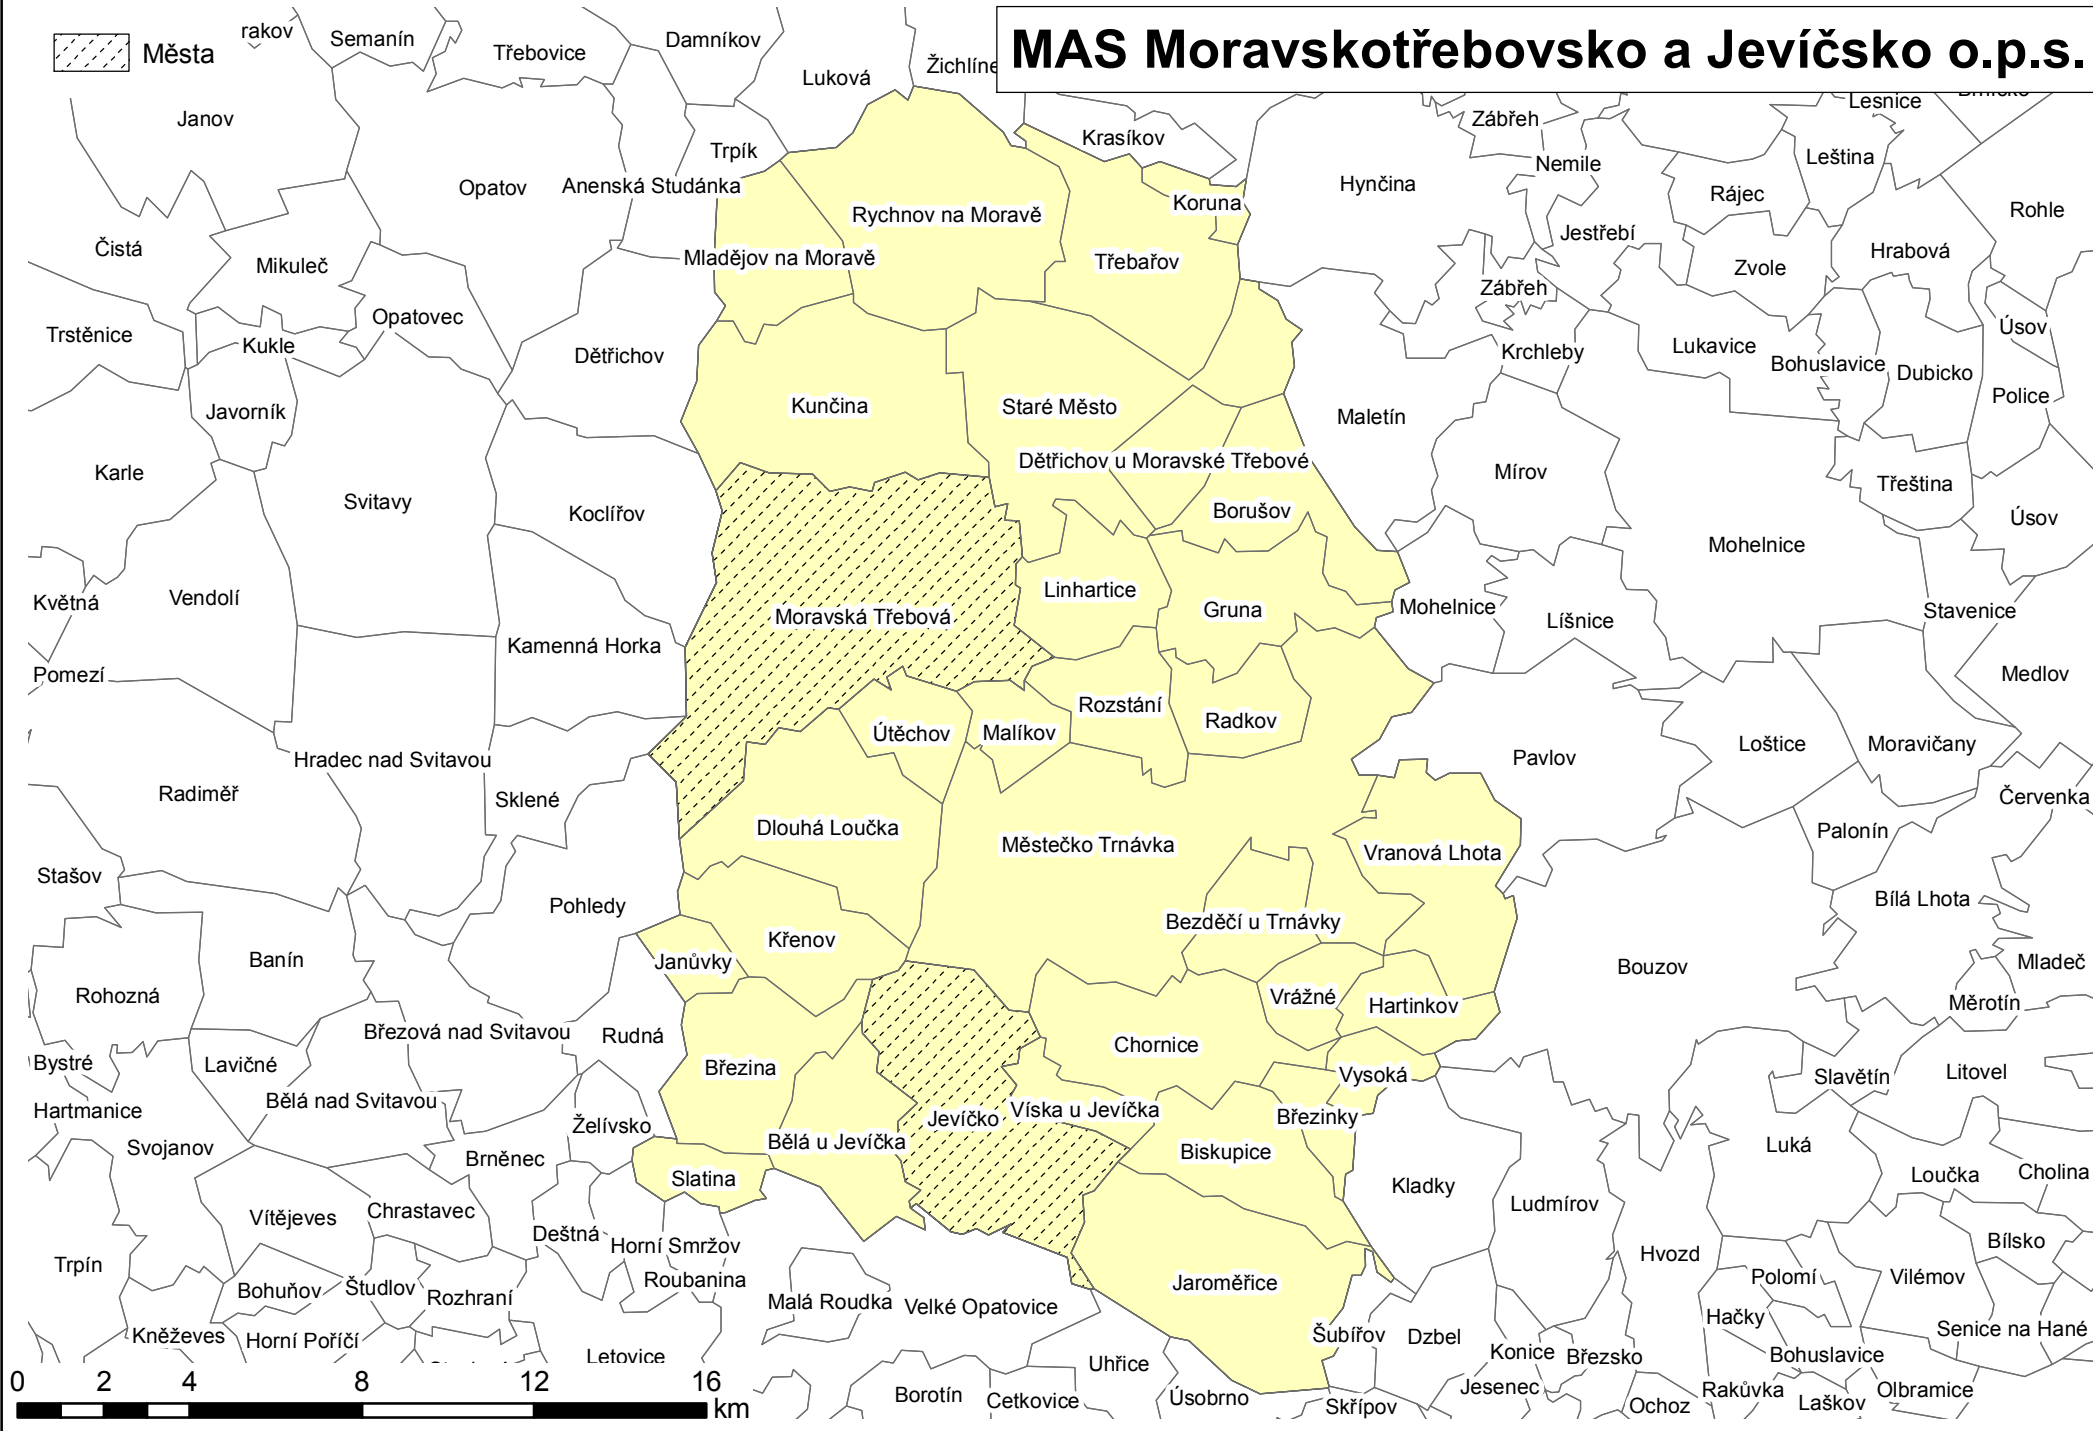 MAS Moravskotřebovsko a Jevíčsko o.p.s.
Města
rakov
Semanín
Třebovice
Damníkov
Luková
Žichlíne
Janov
Trpík
Krasíkov
Zábřeh
Lesnice
Nemile
Leština
Opatov
Anenská Studánka
Rychnov na Moravě
Koruna
Hynčina
Rájec
Rohle
Čistá
Mikuleč
Mladějov na Moravě
Třebařov
Jestřebí
Zvole
Hrabová
Zábřeh
Trstěnice
Kukle
Opatovec
Dětřichov
Krchleby
Lukavice
Bohuslavice
Dubicko
Úsov
Javorník
Kunčina
Staré Město
Maletín
Police
Karle
Svitavy
Koclířov
Dětřichov u Moravské Třebové
Borušov
Mírov
Třeština
Úsov
Mohelnice
Květná
Vendolí
Moravská Třebová
Linhartice
Gruna
Mohelnice
Líšnice
Stavenice
Kamenná Horka
Pomezí
Medlov
Útěchov
Malíkov
Rozstání
Radkov
Hradec nad Svitavou
Pavlov
Loštice
Moravičany
Radiměř
Sklené
Červenka
Dlouhá Loučka
Městečko Trnávka
Vranová Lhota
Palonín
Stašov
Pohledy
Bílá Lhota
Křenov
Bezděčí u Trnávky
Janůvky
Banín
Bouzov
Mladeč
Rohozná
Vrážné
Hartinkov
Měrotín
Březová nad Svitavou
Rudná
Chornice
Bystré
Lavičné
Březina
Vysoká
Slavětín
Litovel
Hartmanice
Bělá nad Svitavou
Želívsko
Jevíčko
Víska u Jevíčka
Březinky
Svojanov
Brněnec
Bělá u Jevíčka
Biskupice
Luká
Slatina
Kladky
Loučka
Cholina
Vítějeves
Chrastavec
Deštná
Horní Smržov
Ludmírov
Trpín
Roubanina
Hvozd
Bílsko
Bohuňov
Študlov
Rozhraní
Malá Roudka
Velké Opatovice
Jaroměřice
Polomí
Vilémov
Kněževes
Horní Poříčí
Letovice
Šubířov
Dzbel
Hačky
Senice na Hané
Uhřice
Konice
Březsko
Bohuslavice
Borotín
Cetkovice
Úsobrno
Skřípov
Jesenec
Ochoz
Rakůvka
Laškov
Olbramice
0 2 4 8 12 16
km